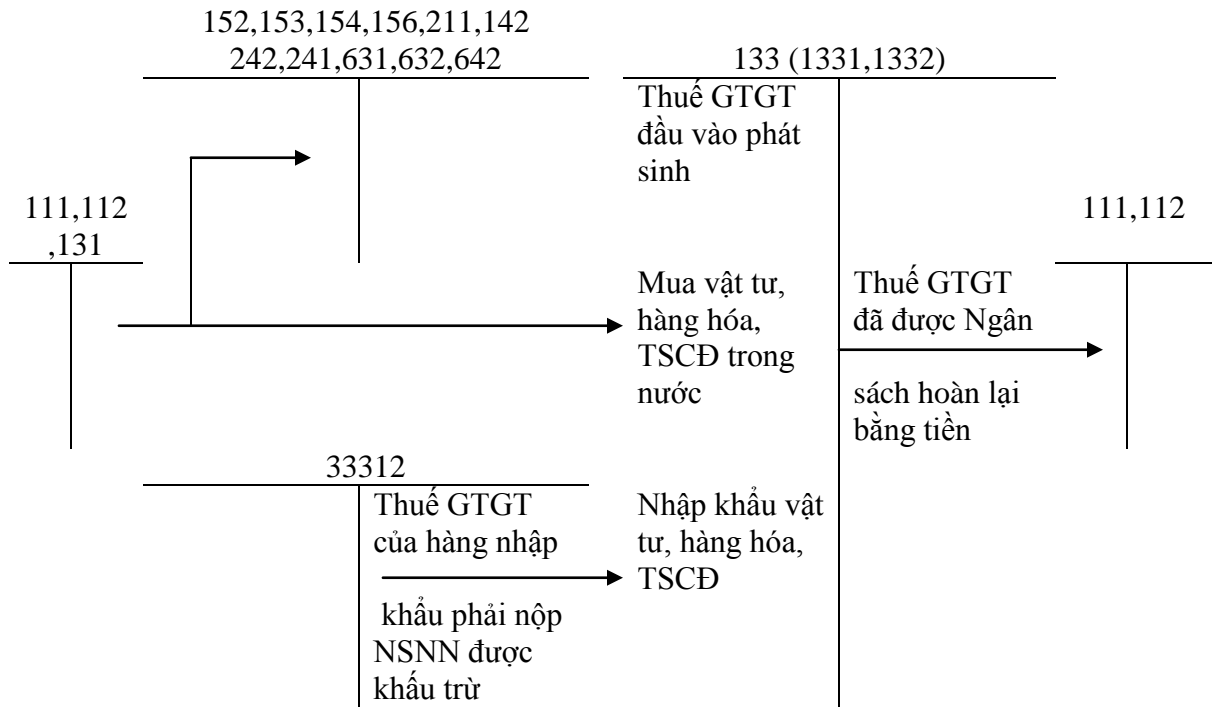 152,153,154,156,211,142
242,241,631,632,642
133 (1331,1332)
Thuế GTGT
đầu vào phát
sinh
111,112
,131
111,112
Mua vật tư,
hàng hóa,
TSCĐ trong
nước
Thuế GTGT
đã được Ngân
sách hoàn lại
bằng tiền
33312
Thuế GTGT
của hàng nhập
khẩu phải nộp
NSNN được
khấu trừ
Nhập khẩu vật
tư, hàng hóa,
TSCĐ